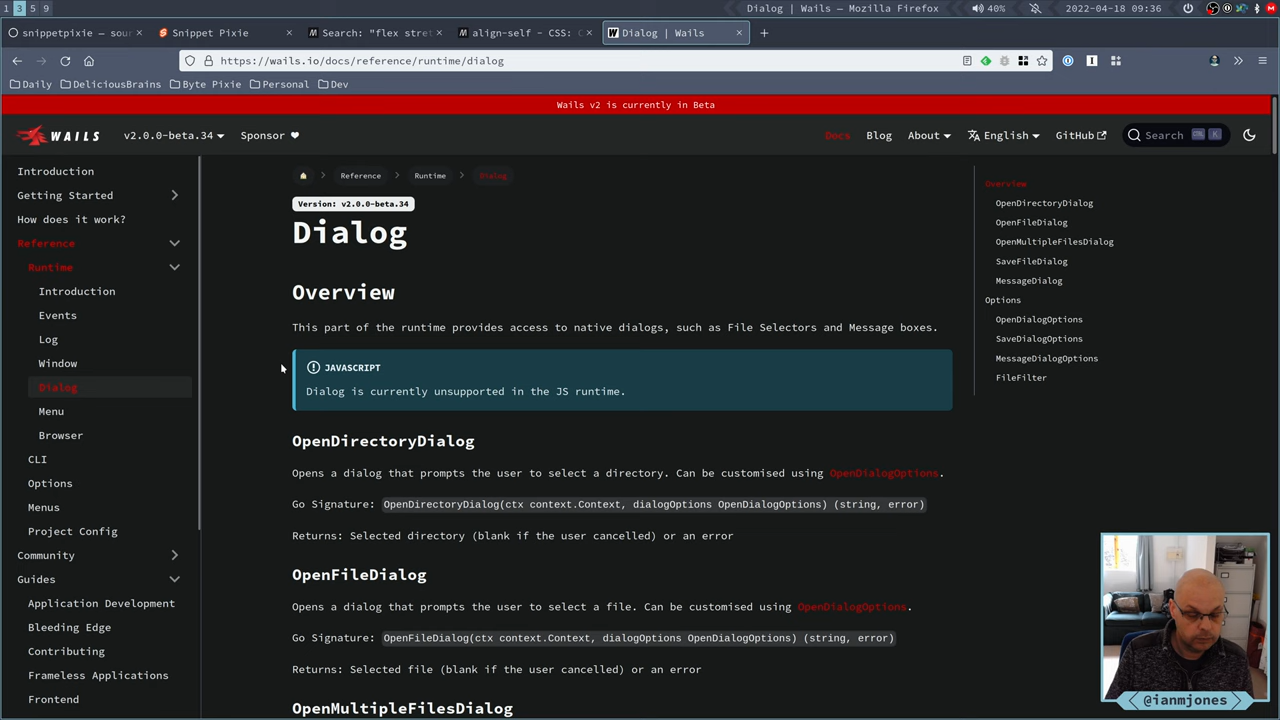 1 3 5 9
Dialog | Wails — Mozilla Firefox
40%
2022-04-18 09:36
snippetpixie — sour
Snippet Pixie
Search: "flex stret
align-self - CSS: C
Dialog | Wails
https://wails.io/docs/reference/runtime/dialog
Daily
DeliciousBrains
Byte Pixie
Personal
Dev
Wails v2 is currently in Beta
WAILS
v2.0.0-beta.34
Sponsor
Docs
Blog
About
English
GitHub
Search
K
Introduction
Getting Started
How does it work?
Reference
Runtime
Introduction
Events
Log
Window
Dialog
Menu
Browser
CLI
Options
Menus
Project Config
Community
Guides
Application Development
Bleeding Edge
Contributing
Frameless Applications
Frontend
Reference
Runtime
Dialog
Version: v2.0.0-beta.34
Dialog
Overview
This part of the runtime provides access to native dialogs, such as File Selectors and Message boxes.
JAVASCRIPT
Dialog is currently unsupported in the JS runtime.
OpenDirectoryDialog
Opens a dialog that prompts the user to select a directory. Can be customised using OpenDialogOptions.
Go Signature: OpenDirectoryDialog(ctx context.Context, dialogOptions OpenDialogOptions) (string, error)
Returns: Selected directory (blank if the user cancelled) or an error
OpenFileDialog
Opens a dialog that prompts the user to select a file. Can be customised using OpenDialogOptions.
Go Signature: OpenFileDialog(ctx context.Context, dialogOptions OpenDialogOptions) (string, error)
Returns: Selected file (blank if the user cancelled) or an error
OpenMultipleFilesDialog
Overview
OpenDirectoryDialog
OpenFileDialog
OpenMultipleFilesDialog
SaveFileDialog
MessageDialog
Options
OpenDialogOptions
SaveDialogOptions
MessageDialogOptions
FileFilter
@ianmjones